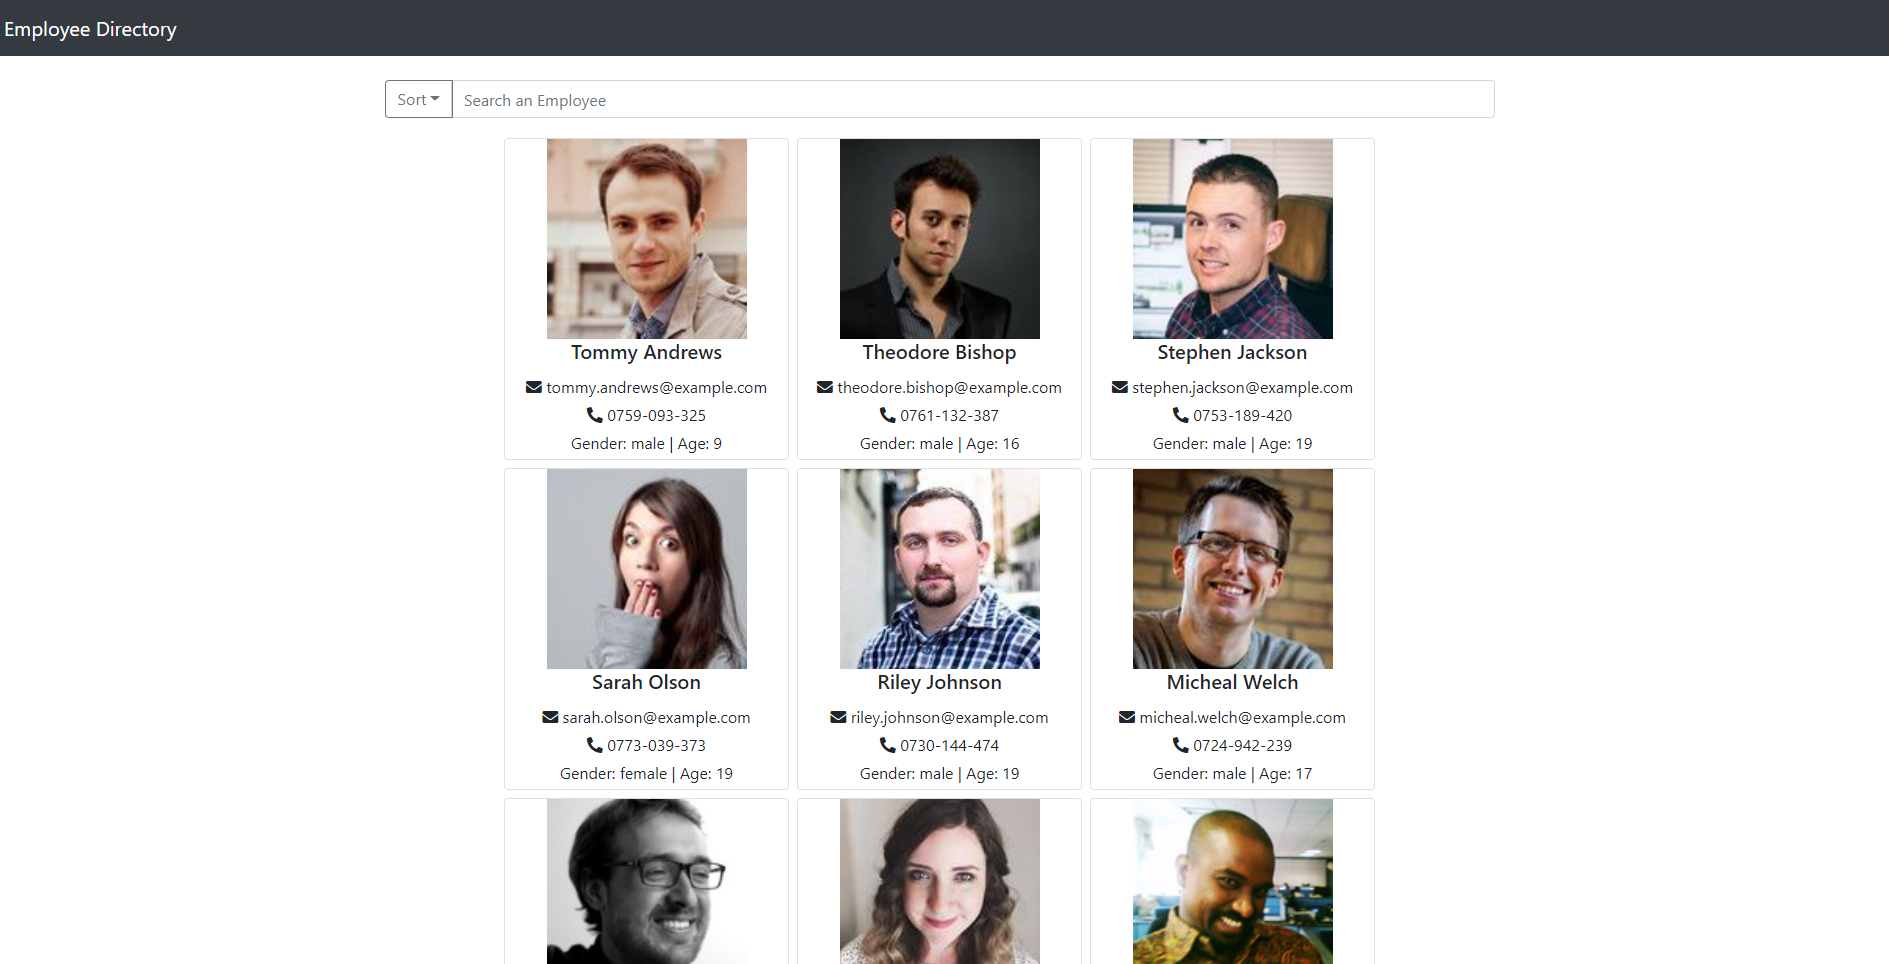 Employee Directory
Sort
Search an Employee
Tommy Andrews
tommy.andrews@example.com
0759-093-325
Gender: male | Age: 9
Theodore Bishop
theodore.bishop@example.com
0761-132-387
Gender: male | Age: 16
Stephen Jackson
stephen.jackson@example.com
0753-189-420
Gender: male | Age: 19
Sarah Olson
sarah.olson@example.com
0773-039-373
Gender: female | Age: 19
Riley Johnson
riley.johnson@example.com
0730-144-474
Gender: male | Age: 19
Micheal Welch
micheal.welch@example.com
0724-942-239
Gender: male | Age: 17